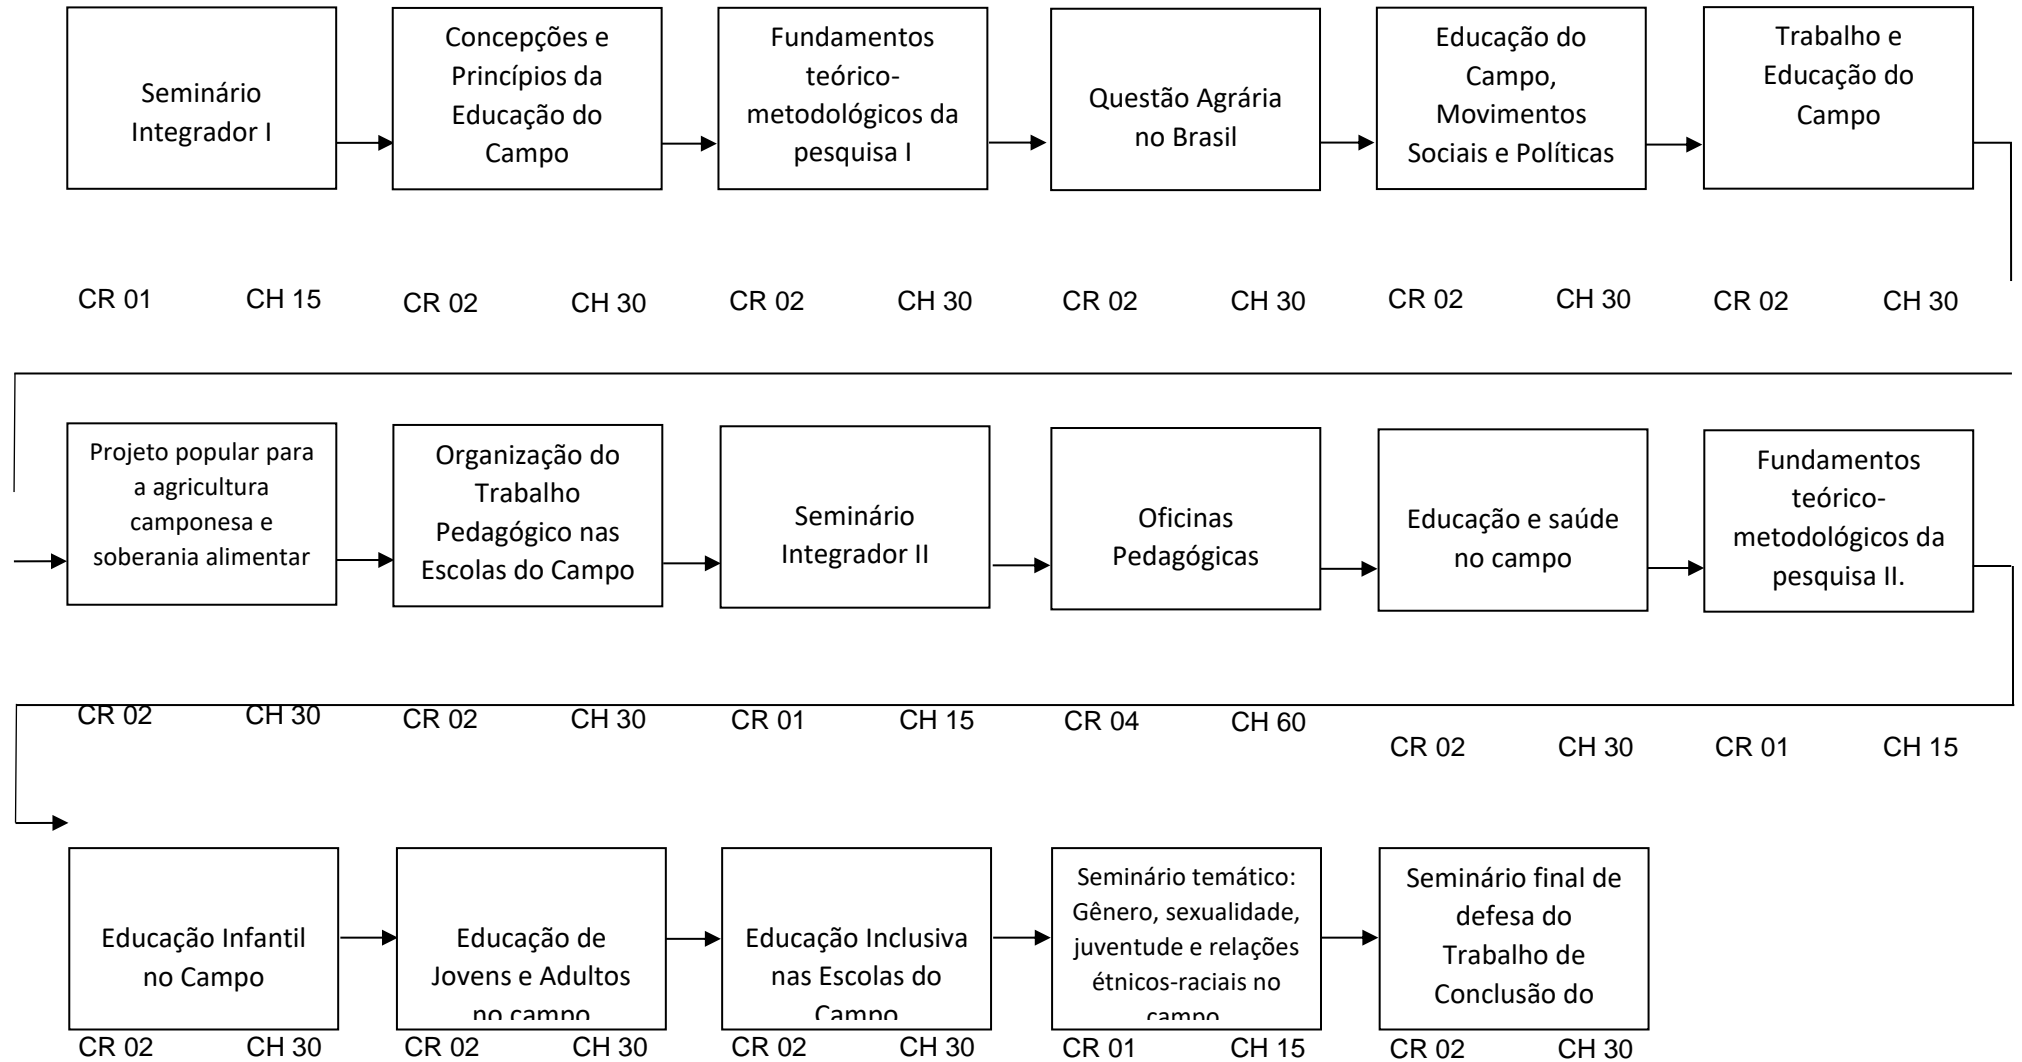 Seminário
Integrador I
Concepções e
Princípios da
Educação do
Campo
Fundamentos
teórico-
metodológicos da
pesquisa I
Questão Agrária
no Brasil
Educação do
Campo,
Movimentos
Sociais e Políticas
Trabalho e
Educação do
Campo
CR 01 CH 15
CR 02 CH 30
CR 02 CH 30
CR 02 CH 30
CR 02 CH 30
CR 02 CH 30
Projeto popular para
a agricultura
camponesa e
soberania alimentar
Organização do
Trabalho
Pedagógico nas
Escolas do Campo
Seminário
Integrador II
Oficinas
Pedagógicas
Educação e saúde
no campo
Fundamentos
teórico-
metodológicos da
pesquisa II.
CR 02 CH 30
CR 02 CH 30
CR 01 CH 15
CR 04 CH 60
CR 02 CH 30
CR 01 CH 15
Educação Infantil
no Campo
Educação de
Jovens e Adultos
no campo
Educação Inclusiva
nas Escolas do
Campo
Seminário temático:
Gênero, sexualidade,
juventude e relações
étnicos-raciais no
campo
Seminário final de
defesa do
Trabalho de
Conclusão do
CR 02 CH 30
CR 02 CH 30
CR 02 CH 30
CR 01 CH 15
CR 02 CH 30